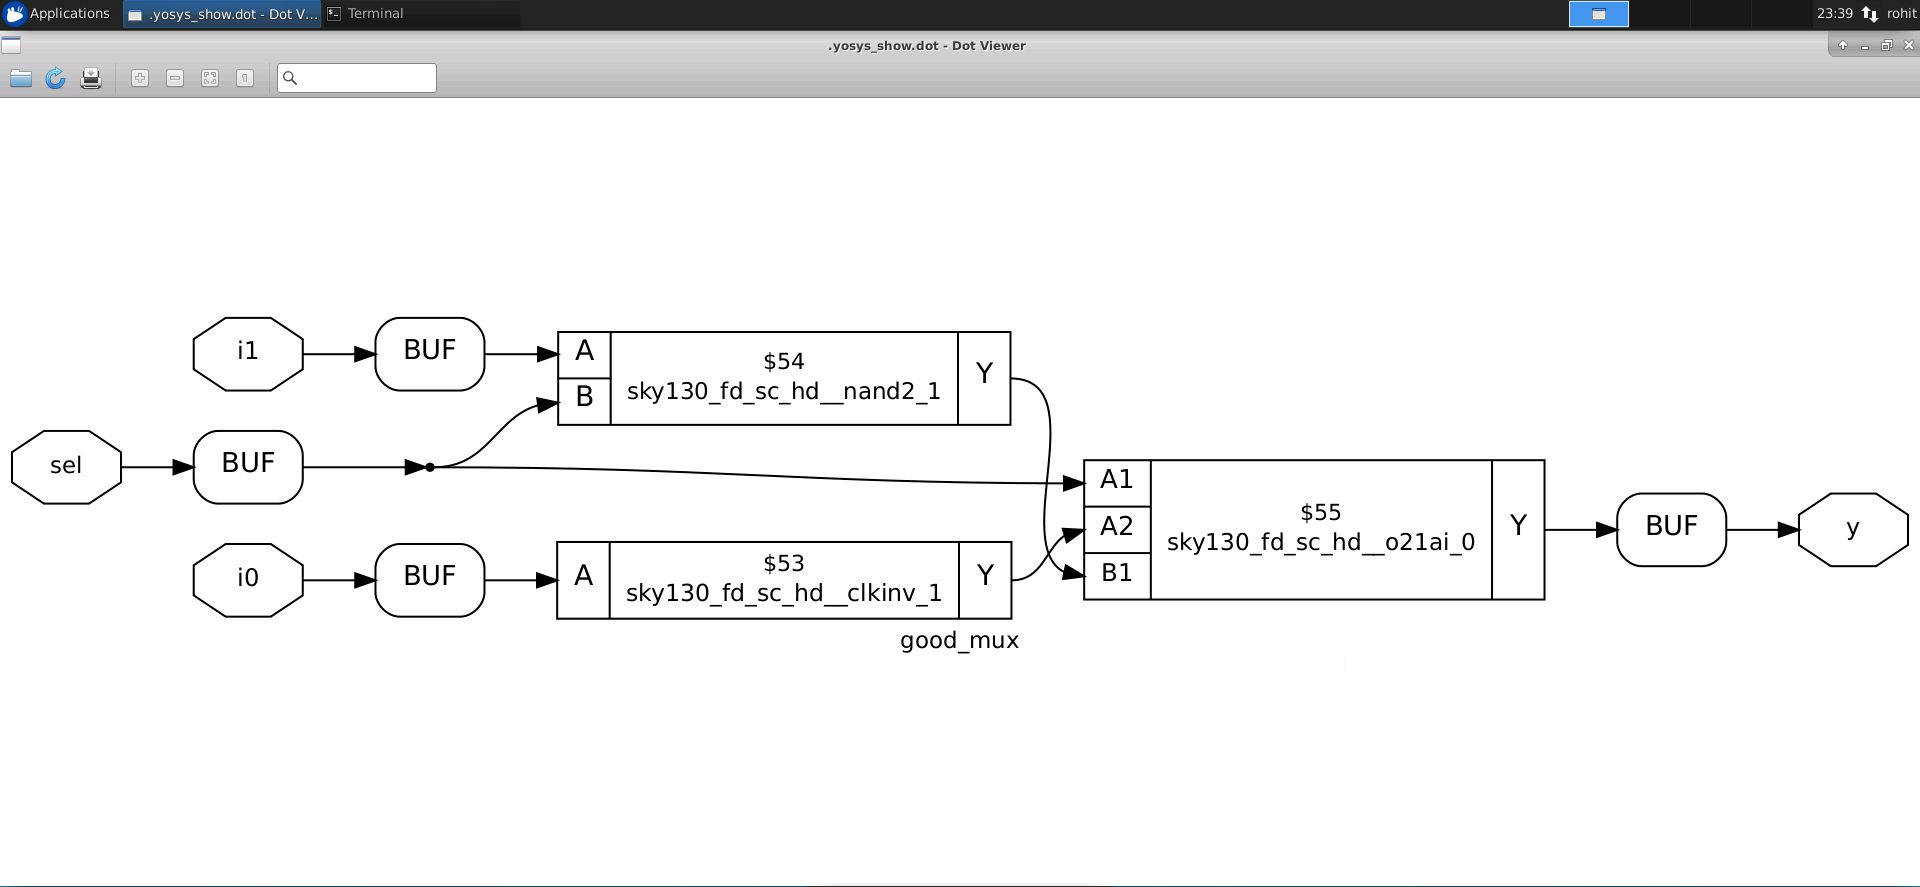 Applications
.yosys_show.dot - Dot V...
Terminal
23:39
rohit
.yosys_show.dot - Dot Viewer
i1
BUF
A
B
$54
sky130_fd_sc_hd__nand2_1
Y
sel
BUF
i0
BUF
A
$53
sky130_fd_sc_hd__clkinv_1
Y
A1
A2
B1
$55
sky130_fd_sc_hd__o21ai_0
Y
BUF
y
good_mux